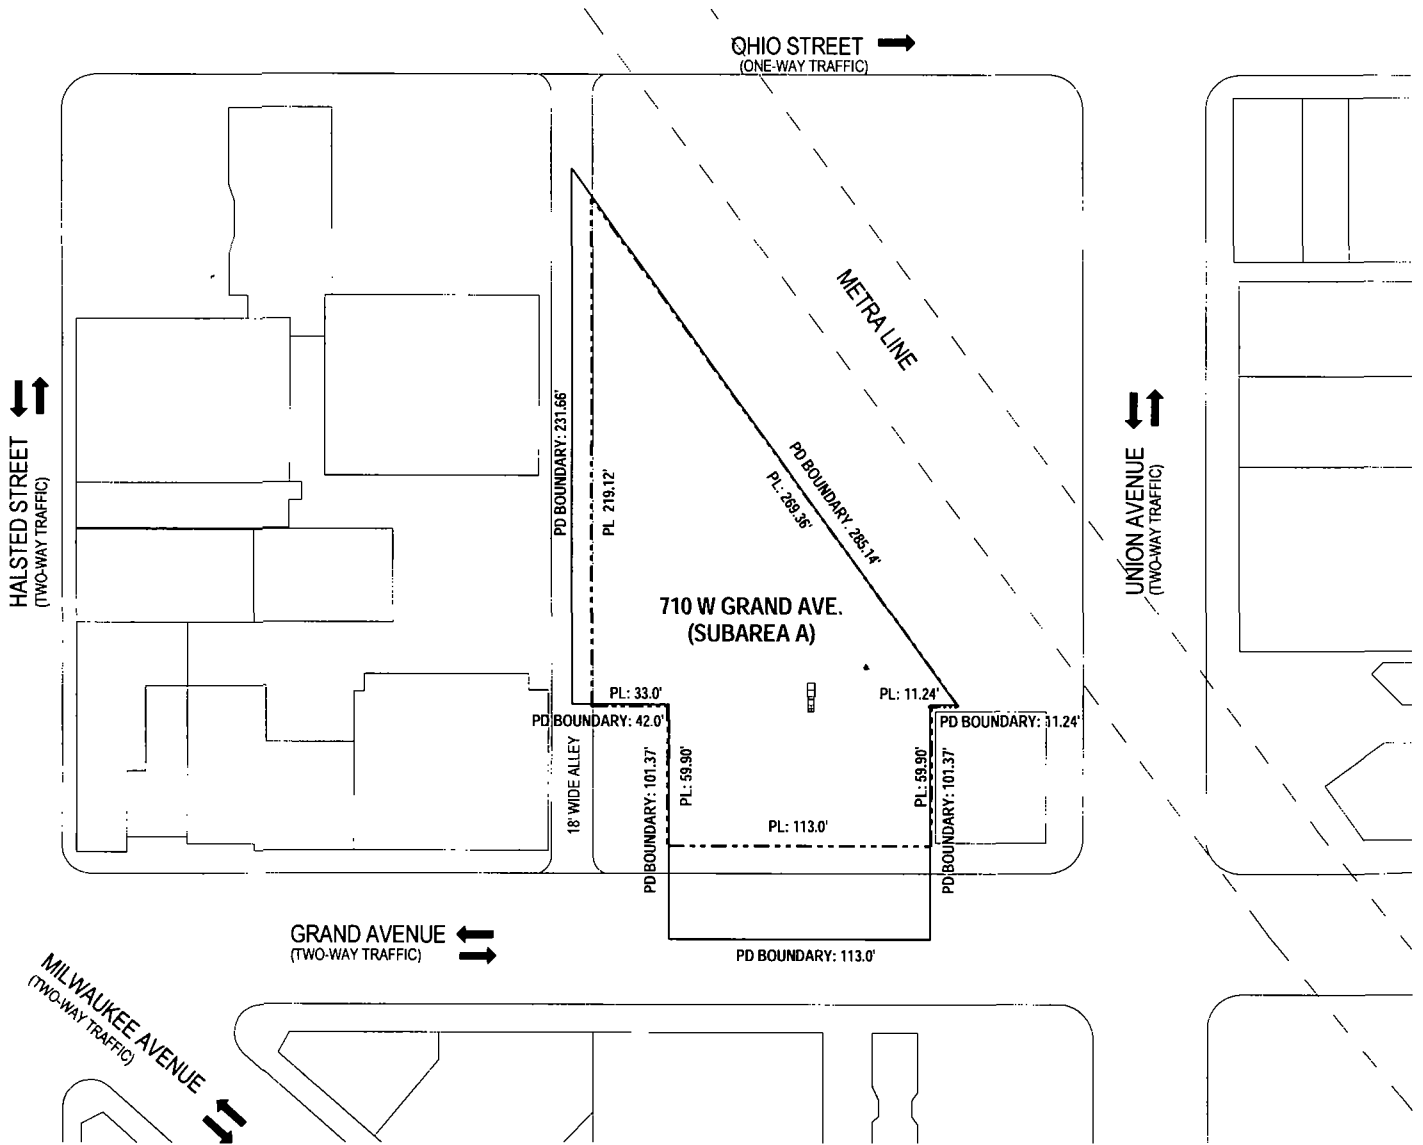 OHIO STREET
(ONE-WAY TRAFFIC)
METRA LINE
HALSTED STREET
(TWO-WAY TRAFFIC)
UNION AVENUE
(TWO-WAY TRAFFIC)
PD BOUNDARY: 231.66'
PL 219.12'
PD BOUNDARY: 285.14'
PL: 269.36'
710 W GRAND AVE.
(SUBAREA A)
PL: 33.0'
PL: 11.24'
PD BOUNDARY: 42.0'
PD BOUNDARY: 11.24'
18' WIDE ALLEY
PD BOUNDARY: 101.37'
PL: 59.90'
PL: 59.90'
PD BOUNDARY: 101.37'
PL: 113.0'
GRAND AVENUE
(TWO-WAY TRAFFIC)
PD BOUNDARY: 113.0'
MILWAUKEE AVENUE
(TWO-WAY TRAFFIC)